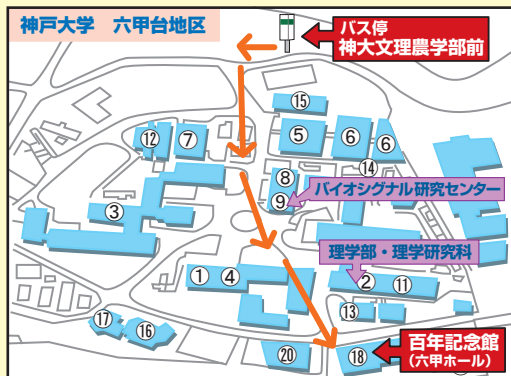 神戸大学 六甲台地区
バス停
神大文理農学部前
⑮
⑤
⑥
⑥
⑫
⑦
⑭
⑧
⑨
バイオシグナル研究センター
③
理学部・理学研究科
①
④
②
⑪
⑬
⑰
⑯
⑳
⑱
百年記念館
(六甲ホール)